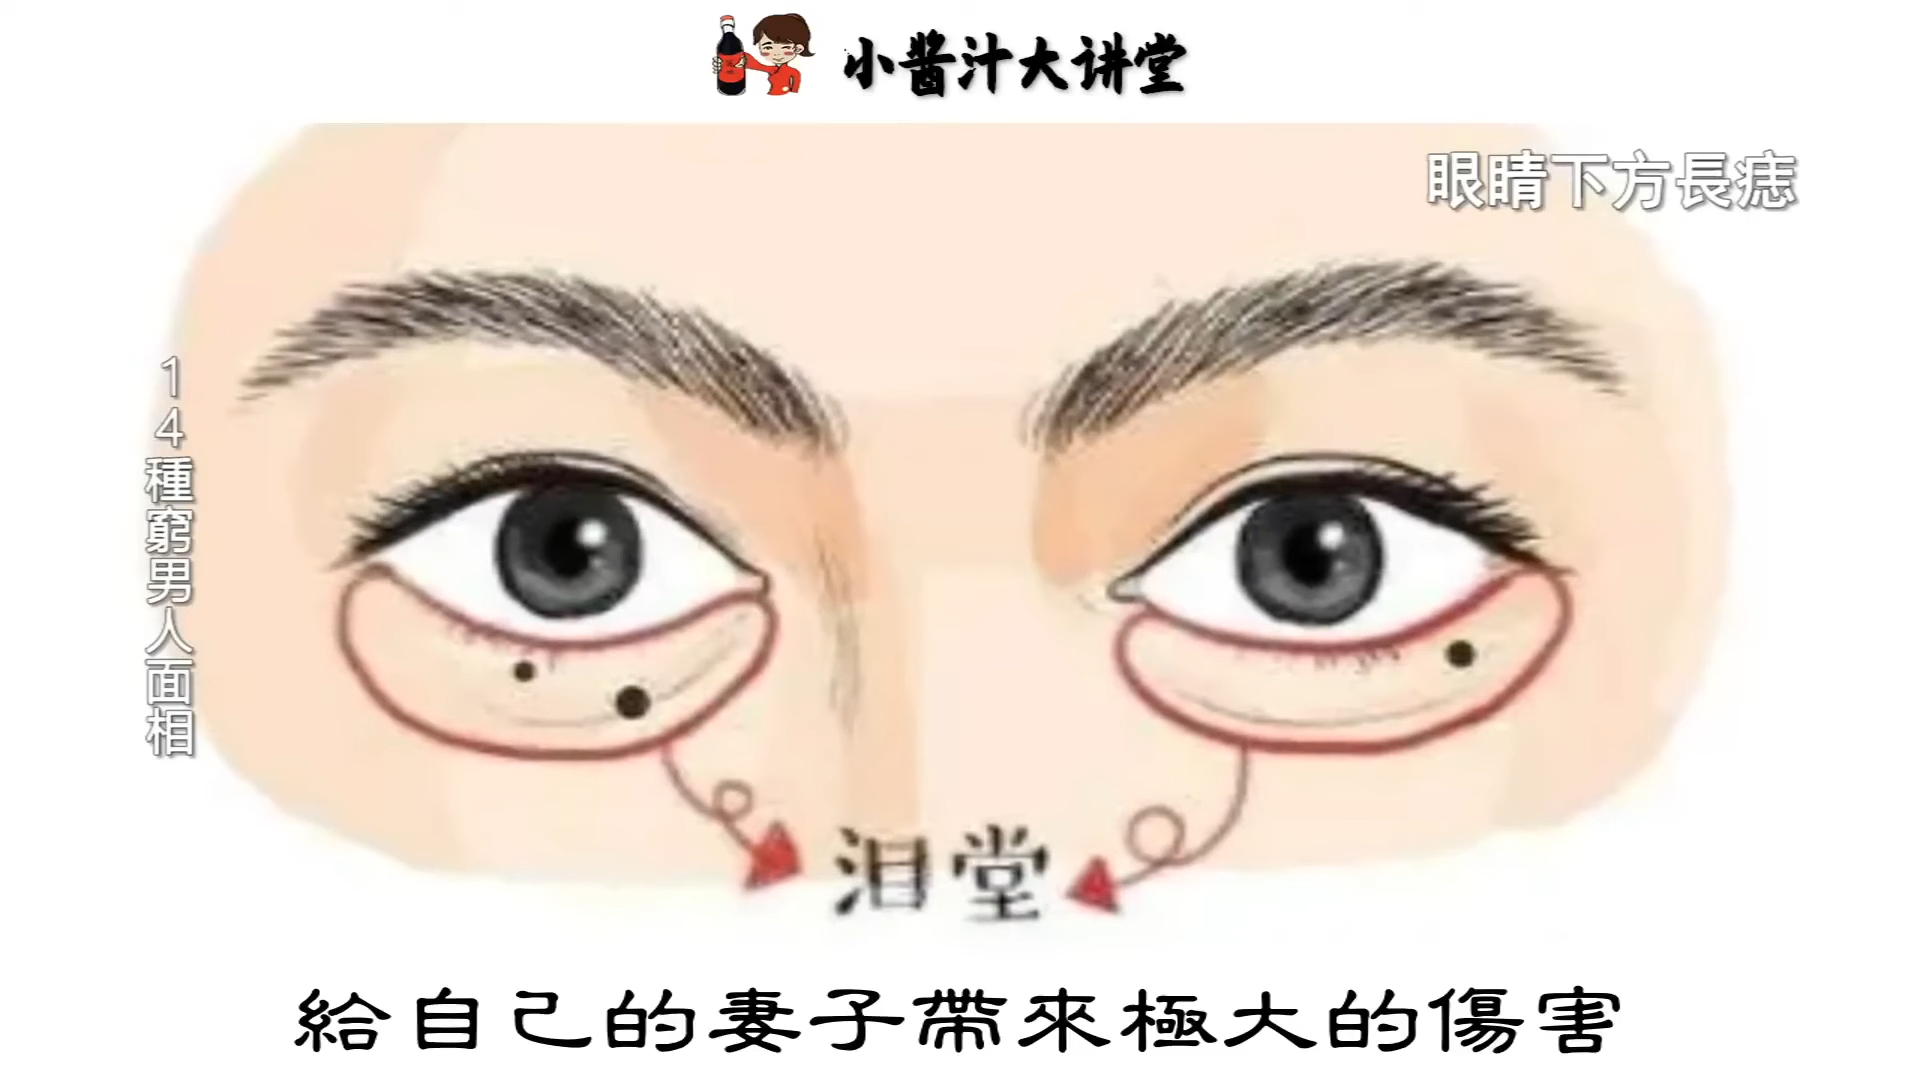 小酱汁大讲堂
眼睛下方長痣
14種窮男人面相
泪堂
給自己的妻子帶來極大的傷害